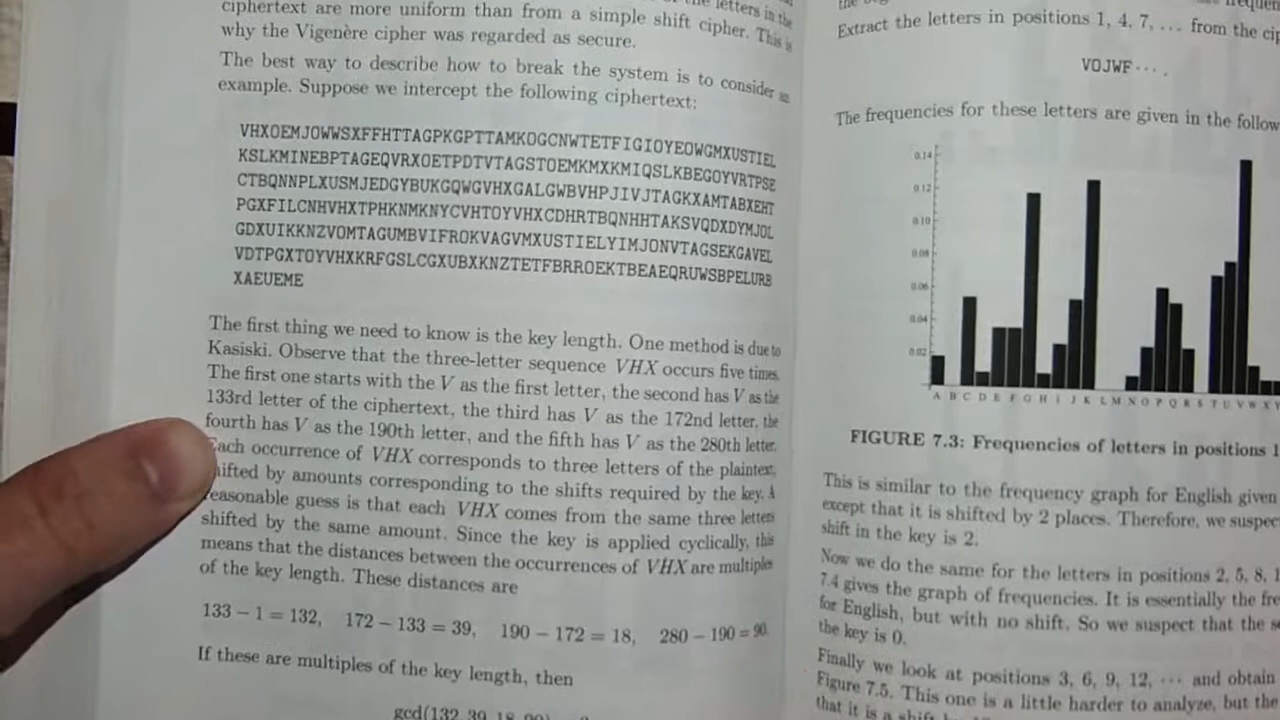 letters in the
ciphertext are more uniform than from a simple shift cipher. This is
why the Vigenère cipher was regarded as secure.
The best way to describe how to break the system is to consider an
example. Suppose we intercept the following ciphertext:
VHXOEMJOWWSXFFHTTAGPKGPTTAMKOGCNWTETFIGIOYEOWGMXUSTIEL
KSLKMINEBPTAGEQVRXOETPDTVTAGSTOEMKMXKMIQSLKBEGOYVRTPSE
CTBQNNPLXUSMJEDGYBUKGQWGVHXGALGWBVHPJIVJTAGKXAMTABXEHT
PGXFILCNHVHXTPHKNMKNYCVHTOYVHXCDHRTBQNHHTAKSVQDXDYMJOL
GDXUIKKNZVOMTAGUMBVIFROKVAGVMXUSTIELYIMJONVTAGSEKGAVEL
VDTPGXTOYVHXKRFGSLCGXUBXKNZTETFBRROEKTBEAEQRUWSBPELURB
XAEUEME
The first thing we need to know is the key length. One method is due to
Kasiski. Observe that the three-letter sequence VHX occurs five times.
The first one starts with the V as the first letter, the second has V as the
133rd letter of the ciphertext, the third has V as the 172nd letter, the
fourth has V as the 190th letter, and the fifth has V as the 280th letter.
Each occurrence of VHX corresponds to three letters of the plaintext,
shifted by amounts corresponding to the shifts required by the key. A
reasonable guess is that each VHX comes from the same three letters
shifted by the same amount. Since the key is applied cyclically, this
means that the distances between the occurrences of VHX are multiples
of the key length. These distances are
133 − 1 = 132, 172 − 133 = 39, 190 − 172 = 18, 280 − 190 = 90.
If these are multiples of the key length, then
gcd(132, 39, 18, 90)
Extract the letters in positions 1, 4, 7, ... from the
VOJWF · · · .
The frequencies for these letters are given in the
0.14
0.12
0.10
0.08
0.06
0.04
0.02
A B C D E F G H I J K L M N O P Q R S T U V W X Y
FIGURE 7.3: Frequencies of letters in positions 1
This is similar to the frequency graph for English given
except that it is shifted by 2 places. Therefore, we
shift in the key is 2.
Now we do the same for the letters in positions 2, 5, 8,
7.4 gives the graph of frequencies. It is essentially the
for English, but with no shift. So we suspect that the
the key is 0.
Finally we look at positions 3, 6, 9, 12, · · · and obtain
Figure 7.5. This one is a little harder to analyze, but the
that it is a shift